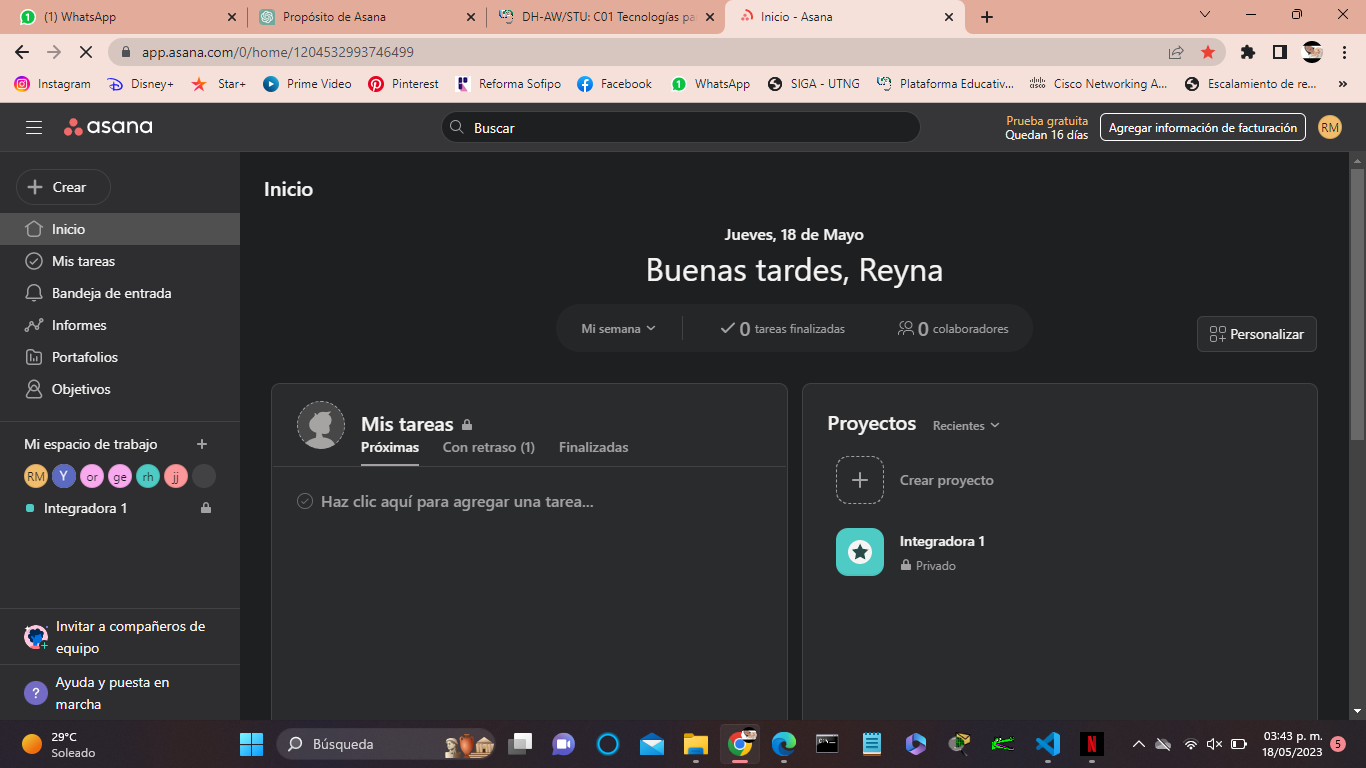 (1) WhatsApp
Propósito de Asana
DH-AW/STU: C01 Tecnologías pa
Inicio - Asana
app.asana.com/0/home/1204532993746499
Instagram
Disney+
Star+
Prime Video
Pinterest
Reforma Sofipo
Facebook
WhatsApp
SIGA - UTNG
Plataforma Educativ...
Cisco Networking A...
Escalamiento de re...
asana
Buscar
Prueba gratuita
Quedan 16 días
Agregar información de facturación
RM
Crear
Inicio
Mis tareas
Bandeja de entrada
Informes
Portafolios
Objetivos
Mi espacio de trabajo
RM Y or ge rh jj
Integradora 1
Invitar a compañeros de
equipo
? Ayuda y puesta en
marcha
Inicio
Jueves, 18 de Mayo
Buenas tardes, Reyna
Mi semana
0 tareas finalizadas
0 colaboradores
Personalizar
Mis tareas
Próximas
Con retraso (1)
Finalizadas
Haz clic aquí para agregar una tarea...
Proyectos
Recientes
Crear proyecto
Integradora 1
Privado
29°C
Soleado
Búsqueda
03:43 p. m.
18/05/2023
5